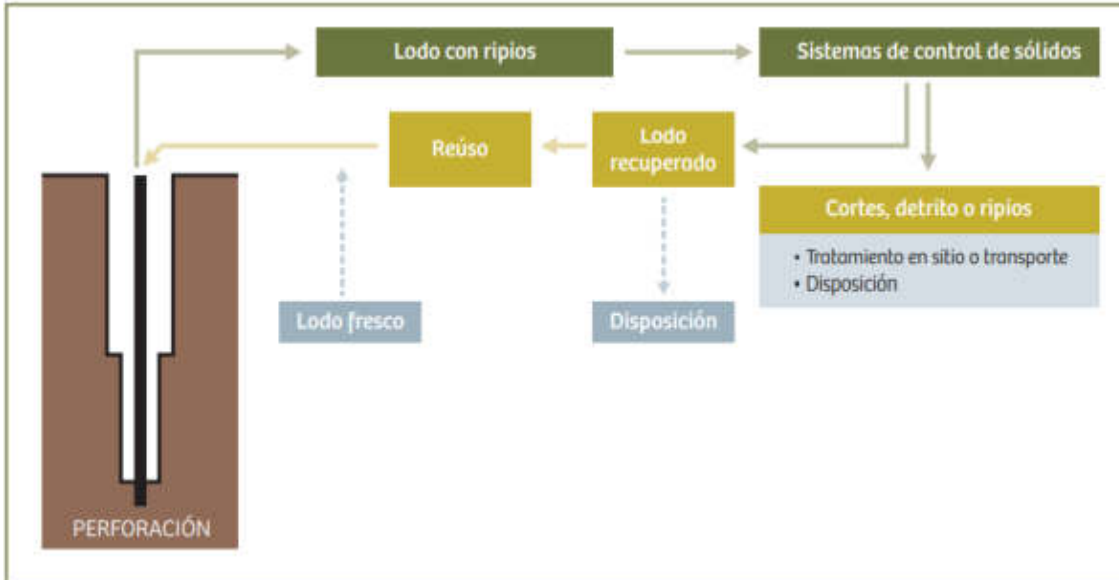 Lodo con ripios
Sistemas de control de sólidos
Reúso
Lodo
recuperado
Cortes, detrito o ripios
• Tratamiento en sitio o transporte
• Disposición
Lodo fresco
Disposición
PERFORACIÓN